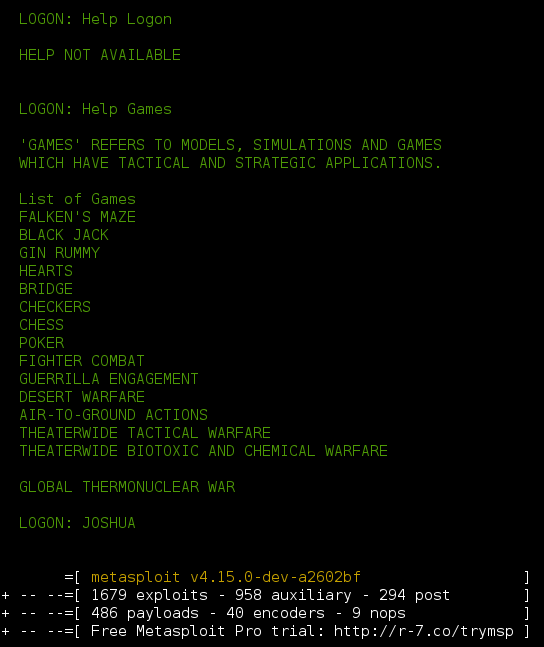 LOGON: Help Logon
HELP NOT AVAILABLE
LOGON: Help Games
'GAMES' REFERS TO MODELS, SIMULATIONS AND GAMES
WHICH HAVE TACTICAL AND STRATEGIC APPLICATIONS.
List of Games
FALKEN'S MAZE
BLACK JACK
GIN RUMMY
HEARTS
BRIDGE
CHECKERS
CHESS
POKER
FIGHTER COMBAT
GUERRILLA ENGAGEMENT
DESERT WARFARE
AIR-TO-GROUND ACTIONS
THEATERWIDE TACTICAL WARFARE
THEATERWIDE BIOTOXIC AND CHEMICAL WARFARE
GLOBAL THERMONUCLEAR WAR
LOGON: JOSHUA
=[ metasploit v4.15.0-dev-a2602bf ]
+ -- --=[ 1679 exploits - 958 auxiliary - 294 post ]
+ -- --=[ 486 payloads - 40 encoders - 9 nops ]
+ -- --=[ Free Metasploit Pro trial: http://r-7.co/trymsp ]